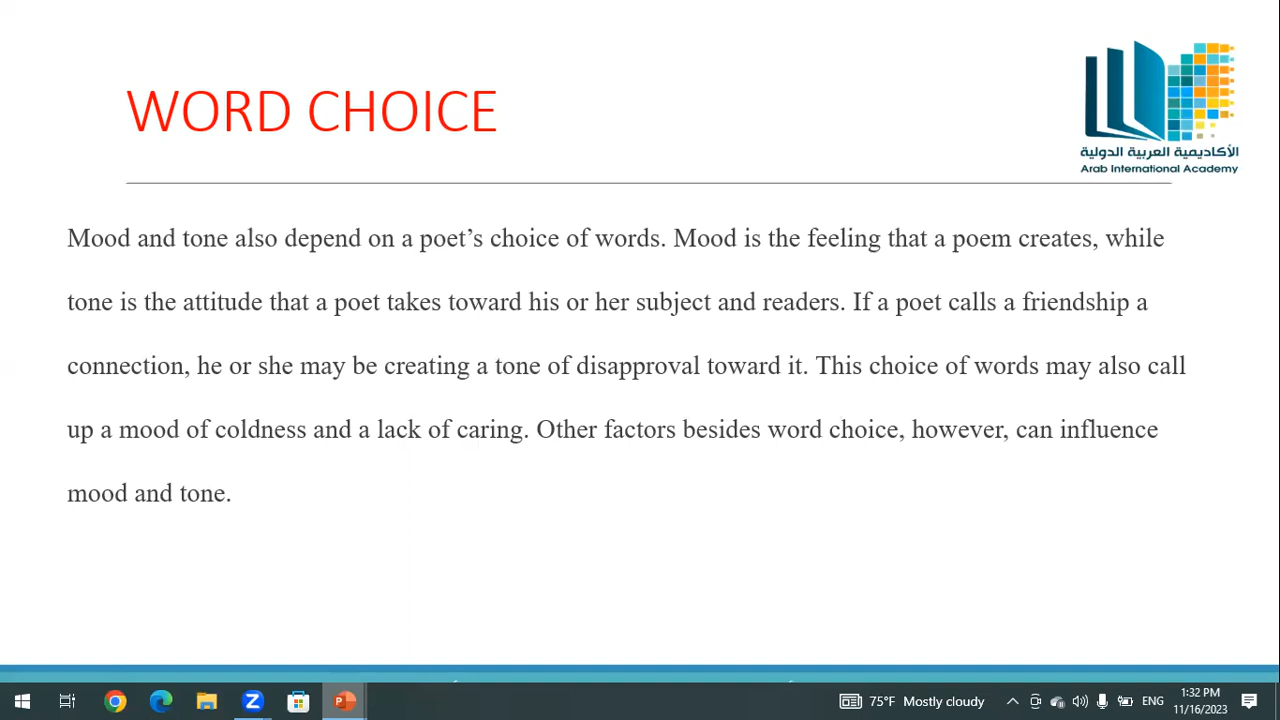 WORD CHOICE
الأكاديمية العربية الدولية
Arab International Academy
Mood and tone also depend on a poet’s choice of words. Mood is the feeling that a poem creates, while
tone is the attitude that a poet takes toward his or her subject and readers. If a poet calls a friendship a
connection, he or she may be creating a tone of disapproval toward it. This choice of words may also call
up a mood of coldness and a lack of caring. Other factors besides word choice, however, can influence
mood and tone.
75°F Mostly cloudy
ENG
1:32 PM
11/16/2023